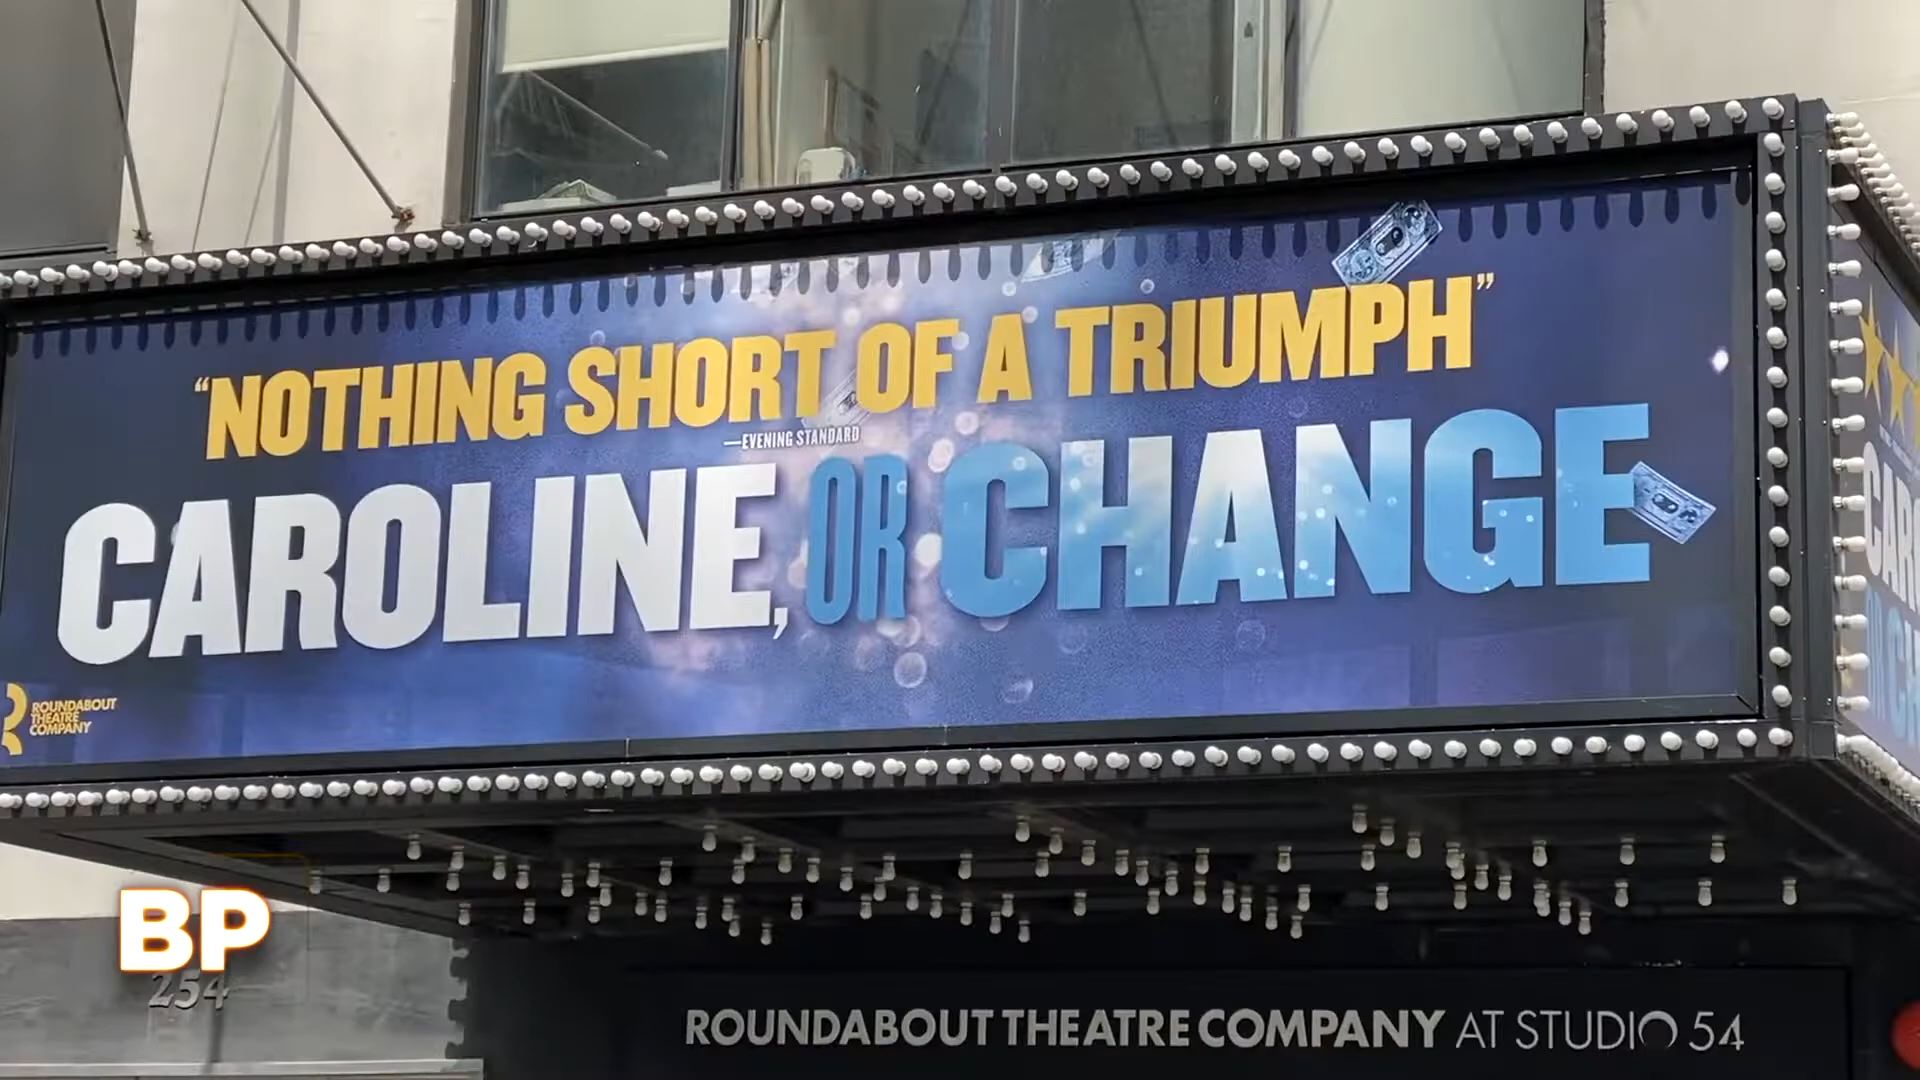 “NOTHING SHORT OF A TRIUMPH”
—EVENING STANDARD
CAROLINE, OR CHANGE
ROUNDABOUT
THEATRE
COMPANY
BP
254
ROUNDABOUT THEATRE COMPANY AT STUDIO 54